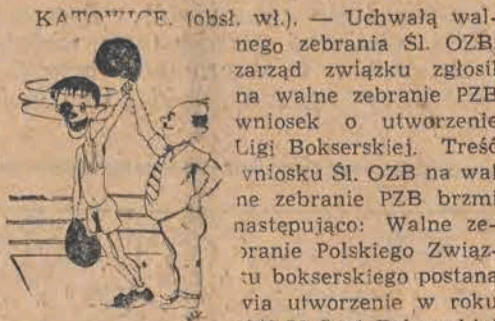 KATOWICE. (obsł. wł.). — Uchwałą wal-
nego zebrania Śl. OZB
zarząd związku zgłosił
na walne zebranie PZB
wniosek o utworzenie
Ligi Bokserskiej. Treść
wniosku Śl. OZB na wal
ne zebranie PZB brzmi
następująco: Walne ze-
branie Polskiego Związ-
ku bokserskiego postana
wia utworzenie w roku